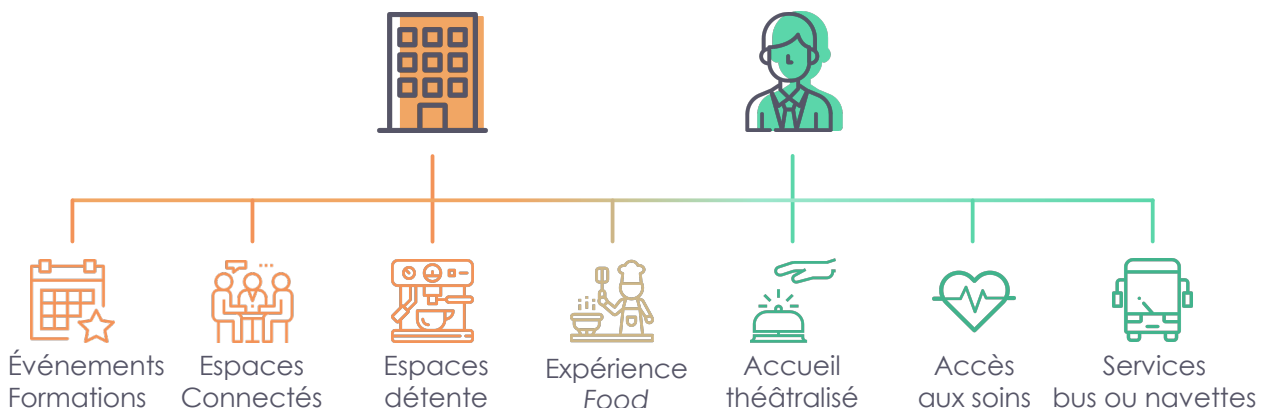 Événements
Formations
Espaces
Connectés
Espaces
détente
Expérience
Food
Accueil
théâtralisé
Accès
aux soins
Services
bus ou navettes